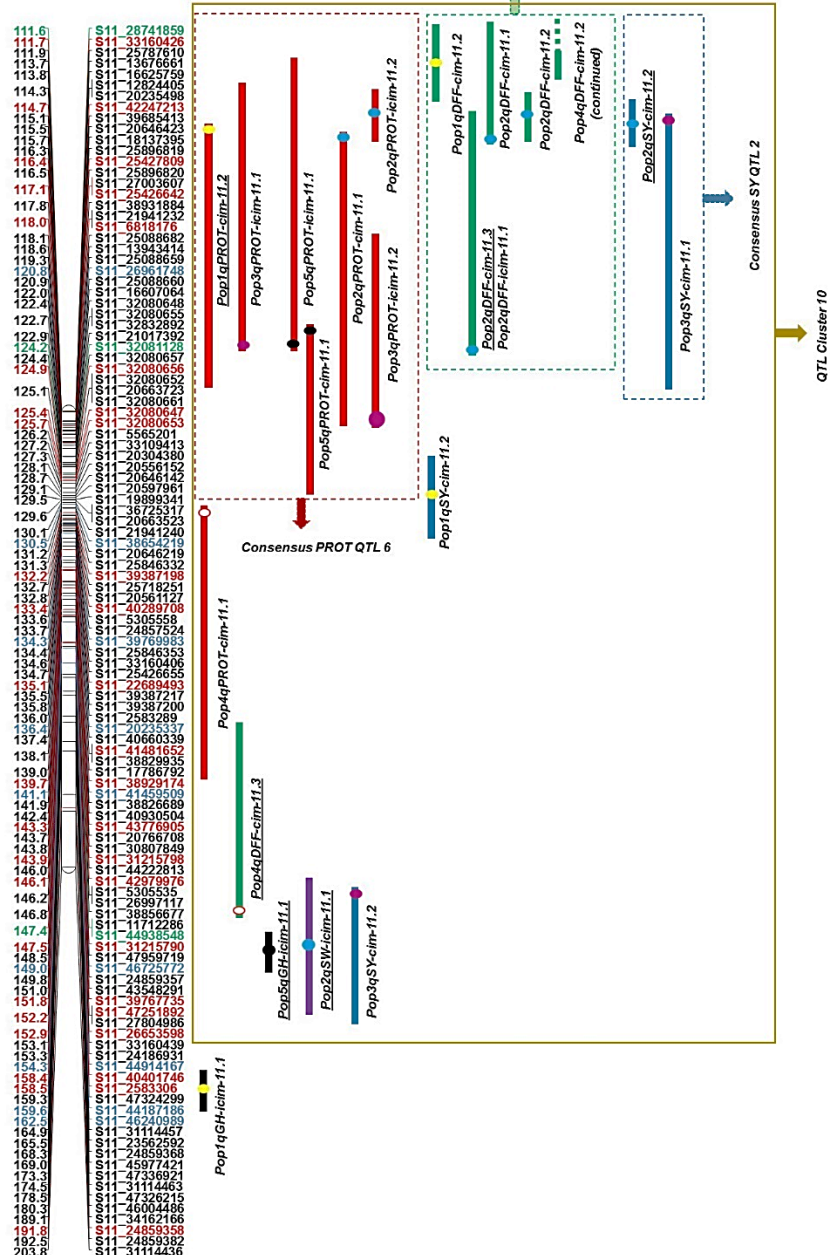 111.6
111.7
111.9
113.7
113.8
114.3
114.7
115.1
115.5
115.7
116.3
116.4
116.5
117.1
117.8
118.0
118.1
118.6
119.3
120.8
120.9
122.0
122.4
122.7
122.9
124.2
124.4
124.9
125.1
125.4
125.7
126.2
127.2
127.3
128.1
128.7
129.1
129.5
129.6
130.1
130.5
131.2
131.3
132.2
132.7
132.8
133.4
133.6
133.7
134.3
134.4
134.6
134.7
135.1
135.5
135.8
136.0
136.4
137.4
138.1
139.0
139.7
141.1
141.9
142.4
143.3
143.7
143.8
143.9
146.0
146.1
146.2
146.8
147.4
147.5
148.5
149.0
149.8
151.0
151.8
152.2
152.9
153.1
153.3
154.3
158.4
158.5
159.3
159.6
162.5
164.9
165.5
168.3
169.0
173.3
174.5
178.5
180.3
189.1
191.8
192.5
203.8
S11_28741859
S11_33160426
S11_25787610
S11_13676661
S11_16625759
S11_12824405
S11_20235498
S11_42247213
S11_39685413
S11_20646423
S11_18137395
S11_25896819
S11_25427809
S11_25896820
S11_27003607
S11_25426642
S11_38931884
S11_21941232
S11_6818176
S11_25088682
S11_13943414
S11_25088659
S11_26961748
S11_25088660
S11_16607064
S11_32080648
S11_32080655
S11_32832892
S11_21017392
S11_32081128
S11_32080657
S11_32080656
S11_32080652
S11_20663723
S11_32080661
S11_32080647
S11_32080653
S11_5565201
S11_33109413
S11_20304380
S11_20556152
S11_20646142
S11_20597961
S11_19899341
S11_36725317
S11_20663523
S11_21941240
S11_38654219
S11_20646219
S11_25846332
S11_39387198
S11_25718251
S11_20561127
S11_40289708
S11_5305558
S11_24857524
S11_39769983
S11_25846353
S11_33160406
S11_25426655
S11_22689493
S11_39387217
S11_39387200
S11_2583289
S11_20235337
S11_40660339
S11_41481652
S11_38829935
S11_17786792
S11_38929174
S11_41459509
S11_38826689
S11_40930504
S11_43776905
S11_20766708
S11_30807849
S11_31215798
S11_44222813
S11_42979976
S11_5305535
S11_26997117
S11_38856677
S11_11712286
S11_44938548
S11_31215790
S11_47959719
S11_46725772
S11_24859357
S11_43548291
S11_39767735
S11_47251892
S11_27804986
S11_26653598
S11_33160439
S11_24186931
S11_44914167
S11_40401746
S11_2583306
S11_47324299
S11_44187186
S11_46240989
S11_31114457
S11_23562592
S11_24859368
S11_45977421
S11_47336921
S11_31114463
S11_47326215
S11_46004486
S11_34162166
S11_24859358
S11_24859382
S11_31114436
Pop1qPROT-cim-11.2
Pop3qPROT-icim-11.1
Pop5qPROT-icim-11.1
Pop5qPROT-cim-11.1
Pop2qPROT-cim-11.1
Pop2qPROT-icim-11.2
Pop3qPROT-icim-11.2
Consensus PROT QTL 6
Pop1qDFF-cim-11.2
Pop2qDFF-cim-11.3
Pop2qDFF-icim-11.1
Pop2qDFF-cim-11.1
Pop2qDFF-cim-11.2
Pop4qDFF-cim-11.2
(continued)
Pop2qSY-cim-11.2
Pop3qSY-cim-11.1
Consensus SY QTL 2
QTL Cluster 10
Pop1qSY-cim-11.2
Pop4qPROT-cim-11.1
Pop4qDFF-cim-11.3
Pop5qGH-icim-11.1
Pop2qSW-icim-11.1
Pop3qSY-cim-11.2
Pop1qGH-icim-11.1